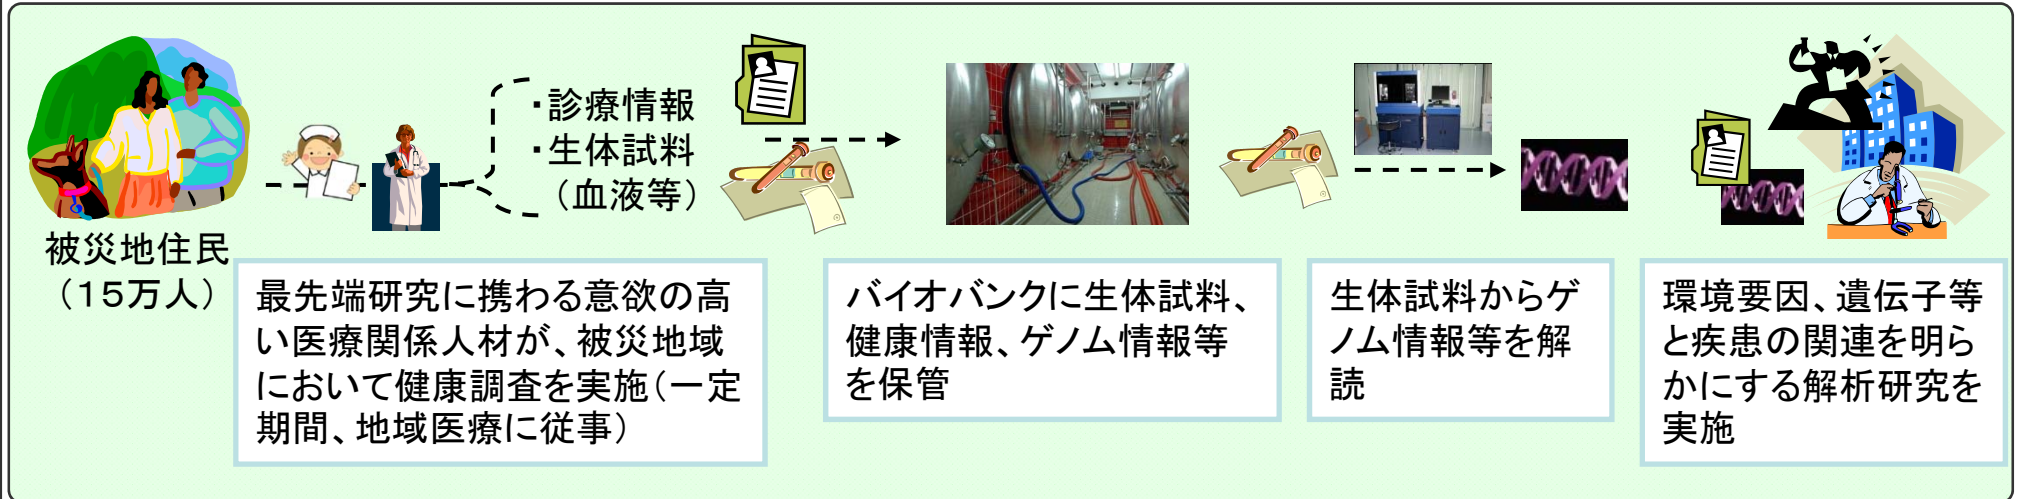 ・診療情報
・生体試料
（血液等）
被災地住民
（１５万人）
最先端研究に携わる意欲の高
い医療関係人材が、被災地域
において健康調査を実施（一定
期間、地域医療に従事）
バイオバンクに生体試料、
健康情報、ゲノム情報等
を保管
生体試料からゲ
ノム情報等を解
読
環境要因、遺伝子等
と疾患の関連を明ら
かにする解析研究を
実施